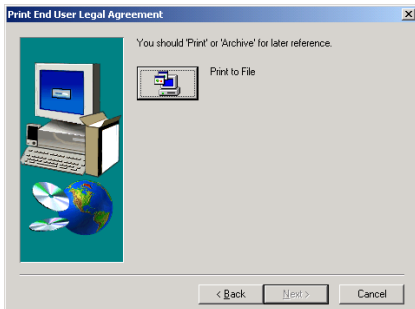 Print End User Legal Agreement
You should 'Print' or 'Archive' for later reference.
Print to File
< Back
Next >
Cancel